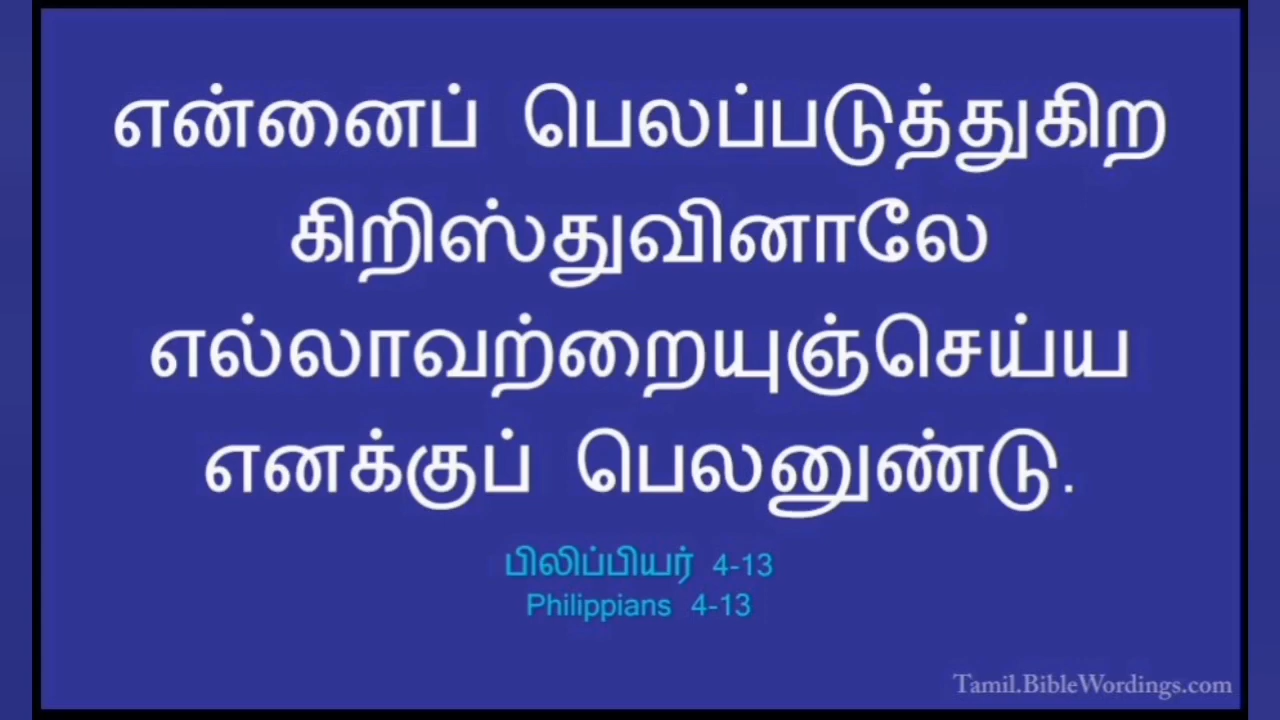 என்னைப் பெலப்படுத்துகிற
கிறிஸ்துவினாலே
எல்லாவற்றையுஞ்செய்ய
எனக்குப் பெலனுண்டு.
பிலிப்பியர் 4-13
Philippians 4-13
Tamil.BibleWordings.com